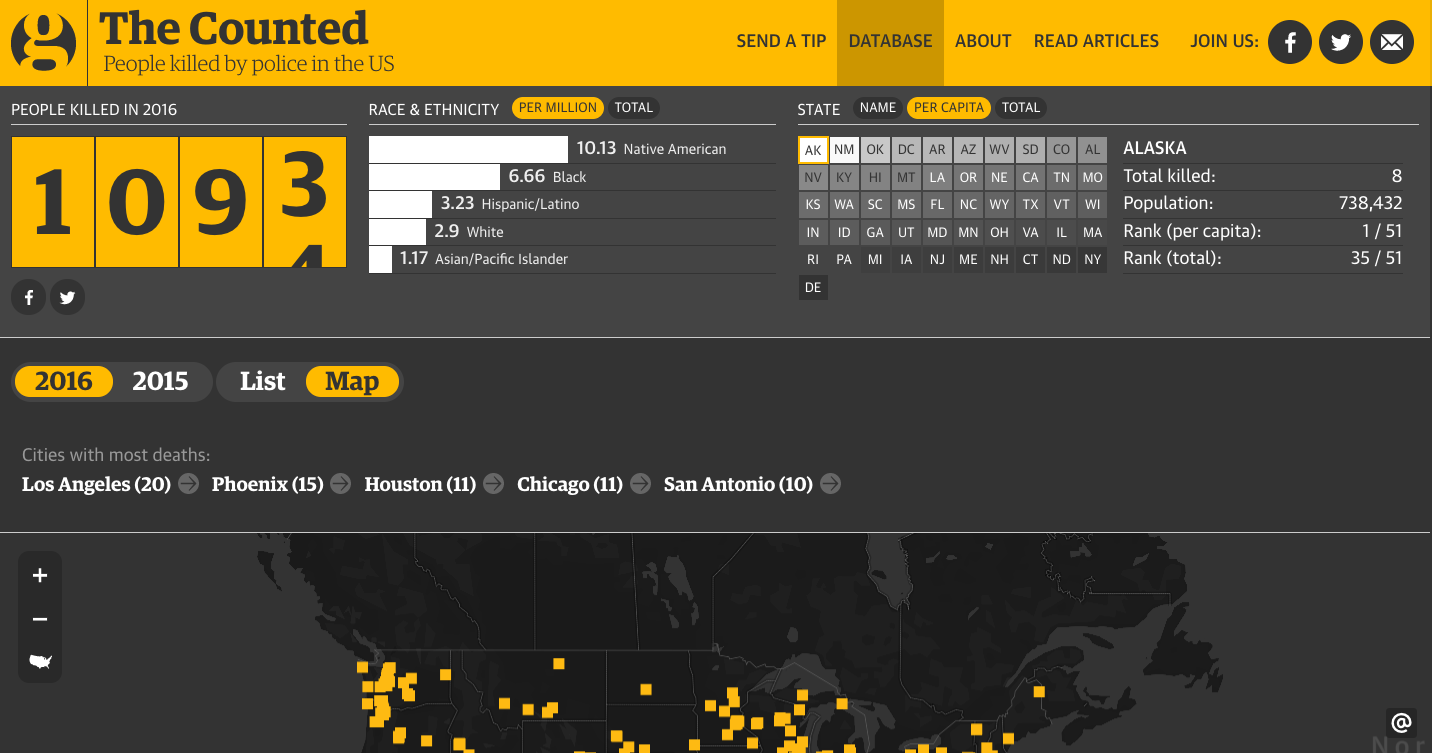 The Counted
People killed by police in the US
SEND A TIP DATABASE ABOUT READ ARTICLES JOIN US:
PEOPLE KILLED IN 2016
1 0 9 3
4
RACE & ETHNICITY PER MILLION TOTAL
10.13 Native American
6.66 Black
3.23 Hispanic/Latino
2.9 White
1.17 Asian/Pacific Islander
STATE NAME PER CAPITA TOTAL
AK NM OK DC AR AZ WV SD CO AL
NV KY HI MT LA OR NE CA TN MO
KS WA SC MS FL NC WY TX VT WI
IN ID GA UT MD MN OH VA IL MA
RI PA MI IA NJ ME NH CT ND NY
DE
ALASKA
Total killed: 8
Population: 738,432
Rank (per capita): 1 / 51
Rank (total): 35 / 51
2016 2015 List Map
Cities with most deaths:
Los Angeles (20) Phoenix (15) Houston (11) Chicago (11) San Antonio (10)
+
−
@